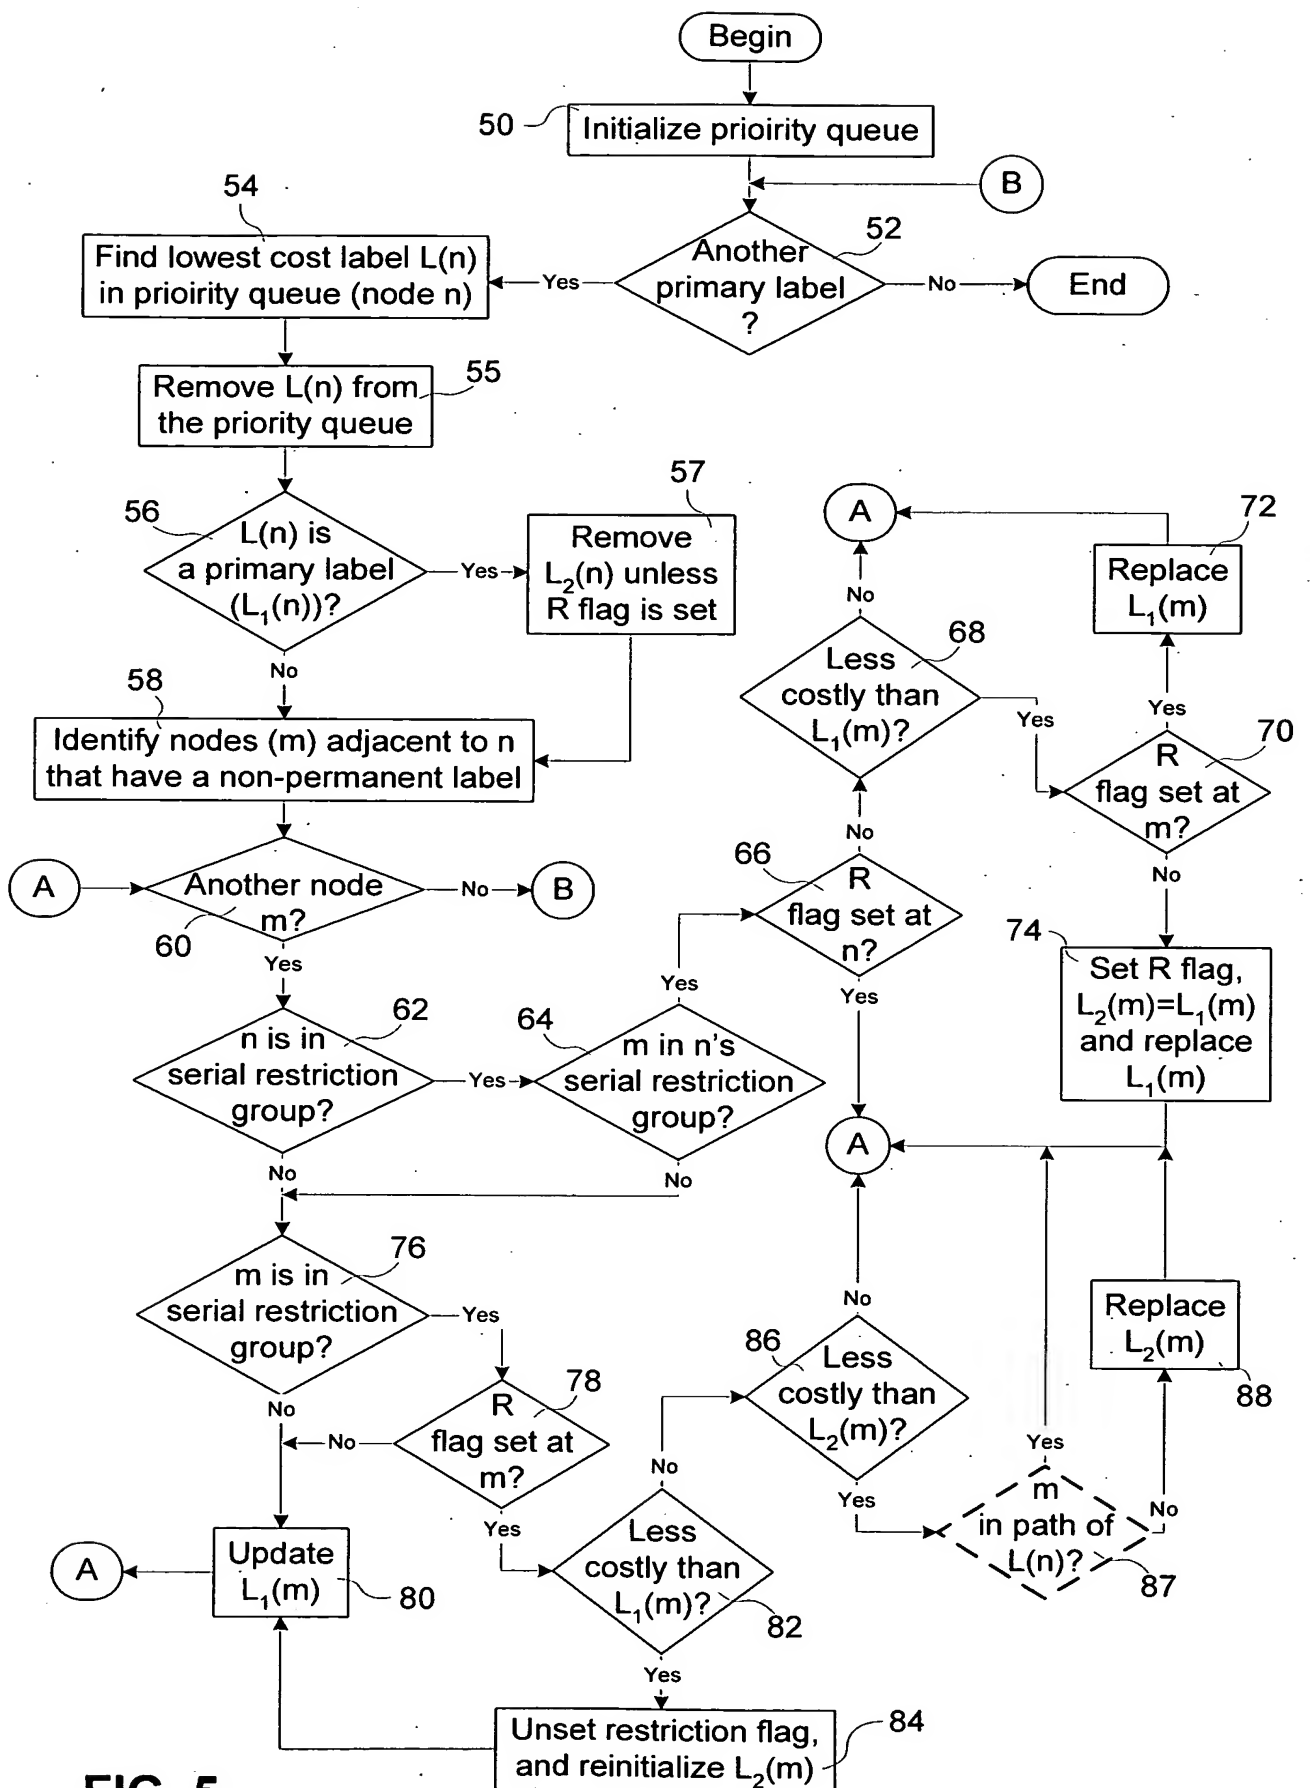 Begin
50
Initialize prioirity queue
B
54
52
Another
primary label
?
Yes
No
End
Find lowest cost label L(n)
in prioirity queue (node n)
55
Remove L(n) from
the priority queue
56
L(n) is
a primary label
(L1(n))?
Yes
No
57
Remove
L2(n) unless
R flag is set
58
Identify nodes (m) adjacent to n
that have a non-permanent label
A
Another node
m?
60
No
B
Yes
62
n is in
serial restriction
group?
Yes
No
64
m in n's
serial restriction
group?
Yes
No
66
R
flag set at
n?
No
Yes
A
68
Less
costly than
L1(m)?
No
A
Yes
70
R
flag set at
m?
Yes
No
72
Replace
L1(m)
74
Set R flag,
L2(m)=L1(m)
and replace
L1(m)
76
m is in
serial restriction
group?
Yes
No
78
R
flag set at
m?
No
Yes
Update
L1(m)
80
A
82
Less
costly than
L1(m)?
No
Yes
84
Unset restriction flag,
and reinitialize L2(m)
86
Less
costly than
L2(m)?
No
Yes
87
m
in path of
L(n)?
Yes
No
88
Replace
L2(m)
FIG. 5